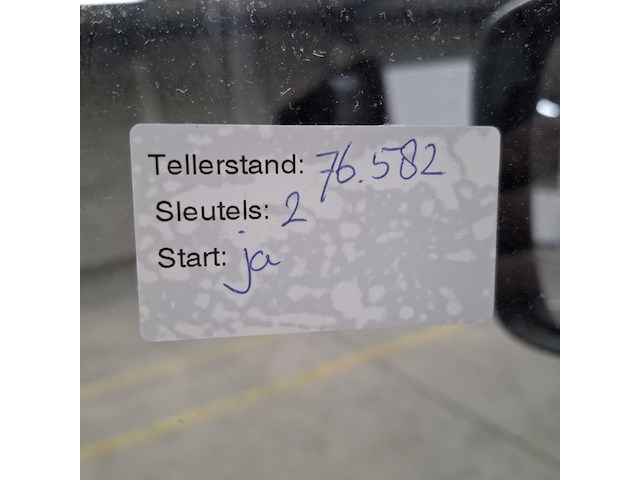 Tellerstand: 76.582
Sleutels: 2
Start: ja